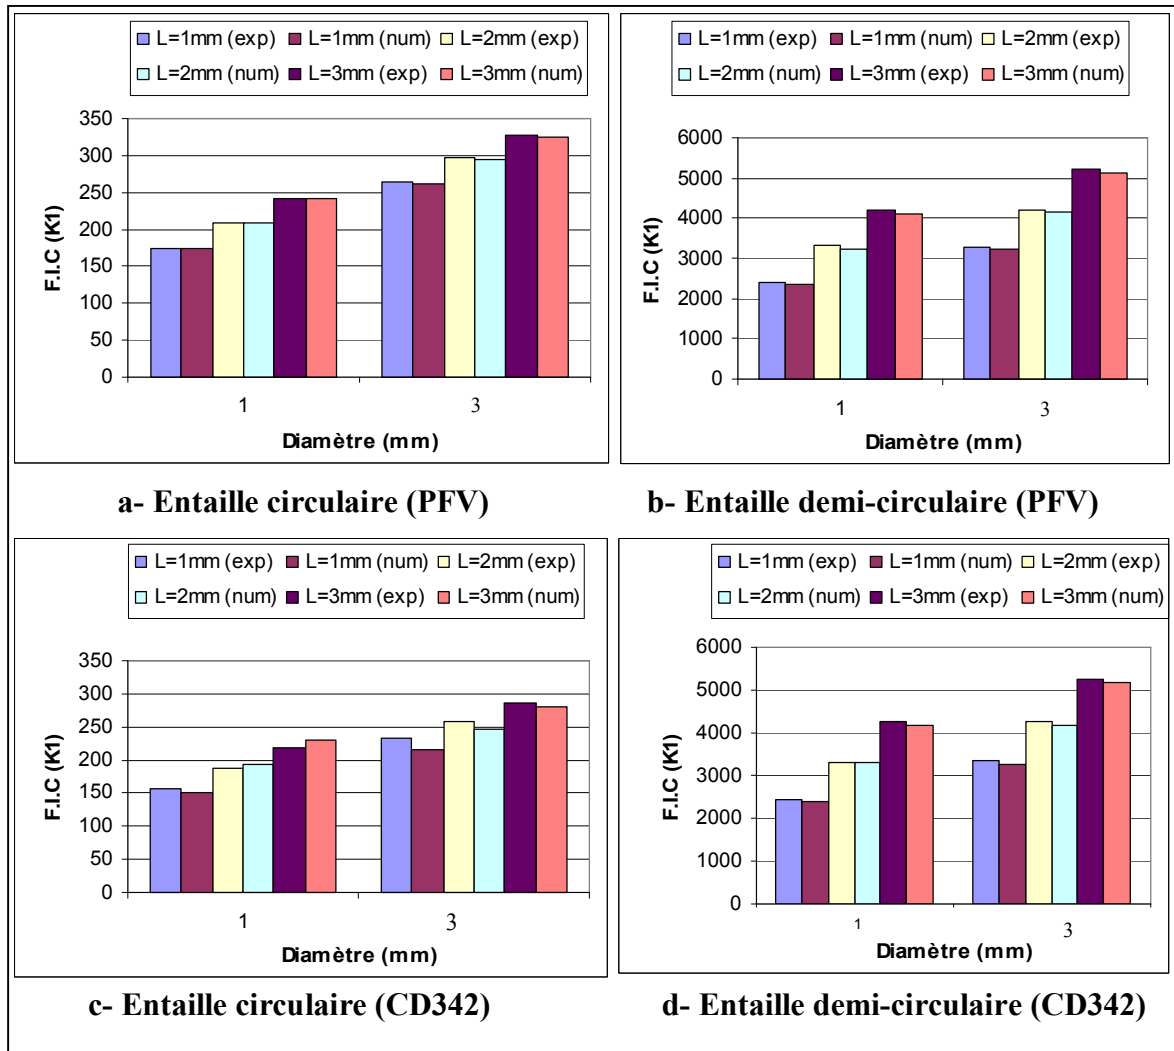 L=1mm (exp) L=1mm (num) L=2mm (exp)
L=2mm (num) L=3mm (exp) L=3mm (num)
350
300
250
200
150
100
50
0
F.I.C (K1)
1 3
Diamètre (mm)
a- Entaille circulaire (PFV)
L=1mm (exp) L=1mm (num) L=2mm (exp)
L=2mm (num) L=3mm (exp) L=3mm (num)
6000
5000
4000
3000
2000
1000
0
F.I.C (K1)
1 3
Diamètre (mm)
b- Entaille demi-circulaire (PFV)
L=1mm (exp) L=1mm (num) L=2mm (exp)
L=2mm (num) L=3mm (exp) L=3mm (num)
350
300
250
200
150
100
50
0
F.I.C (K1)
1 3
Diamètre (mm)
c- Entaille circulaire (CD342)
L=1mm (exp) L=1mm (num) L=2mm (exp)
L=2mm (num) L=3mm (exp) L=3mm (num)
6000
5000
4000
3000
2000
1000
0
F.I.C (K1)
1 3
Diamètre (mm)
d- Entaille demi-circulaire (CD342)